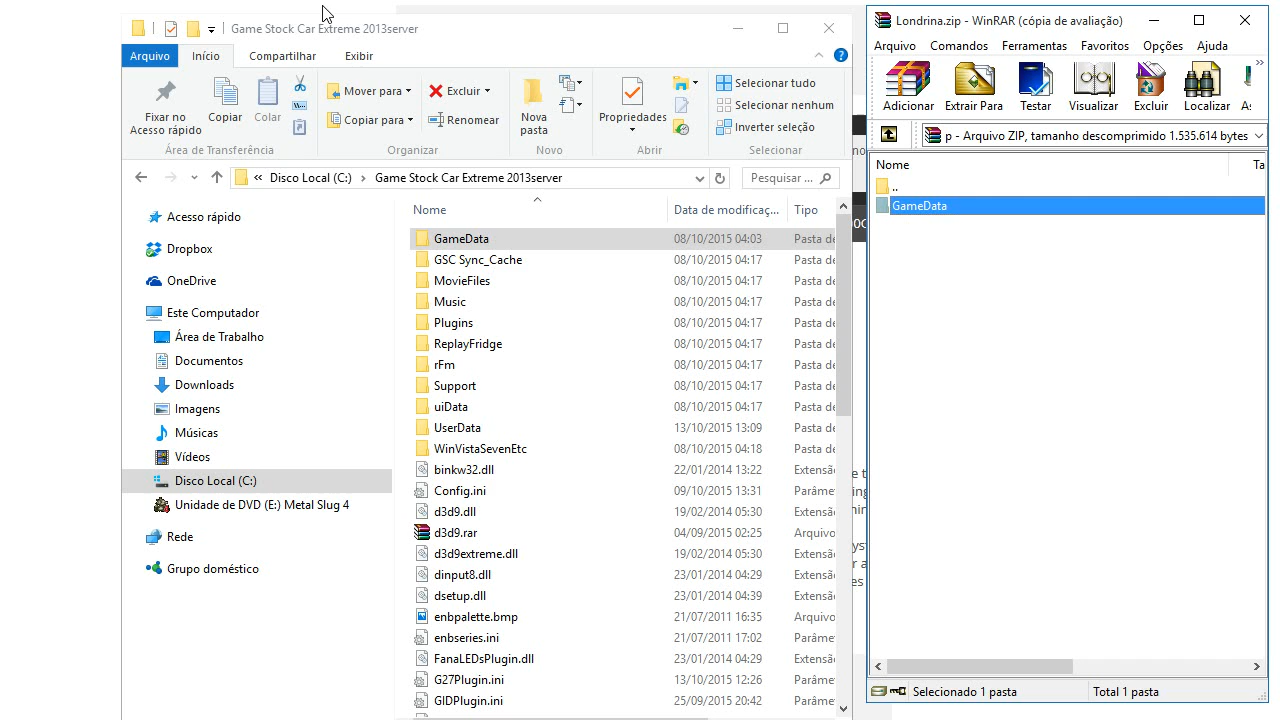 Game Stock Car Extreme 2013server
Arquivo Início Compartilhar Exibir
Fixar no Acesso rápido
Copiar
Colar
Mover para
Copiar para
Excluir
Renomear
Nova pasta
Propriedades
Selecionar tudo
Selecionar nenhum
Inverter seleção
Área de Transferência Organizar Novo Abrir Selecionar
« Disco Local (C:) › Game Stock Car Extreme 2013server
Pesquisar ...
Acesso rápido
Dropbox
OneDrive
Este Computador
Área de Trabalho
Documentos
Downloads
Imagens
Músicas
Vídeos
Disco Local (C:)
Unidade de DVD (E:) Metal Slug 4
Rede
Grupo doméstico
Nome Data de modificaç... Tipo
GameData 08/10/2015 04:03 Pasta de
GSC Sync_Cache 08/10/2015 04:17 Pasta de
MovieFiles 08/10/2015 04:17 Pasta de
Music 08/10/2015 04:17 Pasta de
Plugins 08/10/2015 04:17 Pasta de
ReplayFridge 08/10/2015 04:17 Pasta de
rFm 08/10/2015 04:17 Pasta de
Support 08/10/2015 04:17 Pasta de
uiData 08/10/2015 04:17 Pasta de
UserData 13/10/2015 13:09 Pasta de
WinVistaSevenEtc 08/10/2015 04:18 Pasta de
binkw32.dll 22/01/2014 13:22 Extensã
Config.ini 09/10/2015 13:31 Parâme
d3d9.dll 19/02/2014 05:30 Extensã
d3d9.rar 04/09/2015 02:25 Arquivo
d3d9extreme.dll 19/02/2014 05:30 Extensã
dinput8.dll 23/01/2014 04:29 Extensã
dsetup.dll 23/01/2014 04:29 Extensã
enbpalette.bmp 21/07/2011 16:35 Arquivo
enbseries.ini 21/07/2011 17:02 Parâme
FanaLEDsPlugin.dll 23/01/2014 04:29 Extensã
G27Plugin.ini 13/10/2015 12:26 Parâme
GIDPlugin.ini 25/09/2015 20:42 Parâme
Londrina.zip - WinRAR (cópia de avaliação)
Arquivo Comandos Ferramentas Favoritos Opções Ajuda
Adicionar Extrair Para Testar Visualizar Excluir Localizar
p - Arquivo ZIP, tamanho descomprimido 1.535.614 bytes
Nome Ta
..
GameData
Selecionado 1 pasta Total 1 pasta